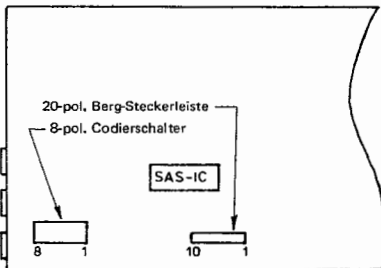 20-pol. Berg-Steckerleiste
8-pol. Codierschalter
SAS-IC
8 1 10 1